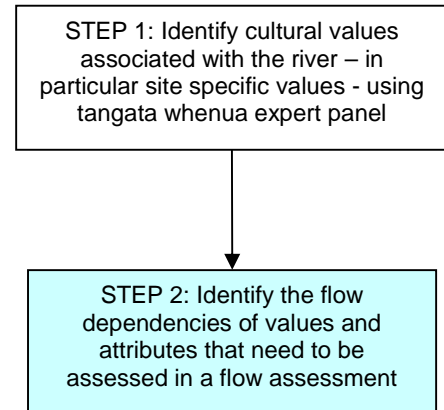 STEP 1: Identify cultural values
associated with the river – in
particular site specific values - using
tangata whenua expert panel
STEP 2: Identify the flow
dependencies of values and
attributes that need to be
assessed in a flow assessment